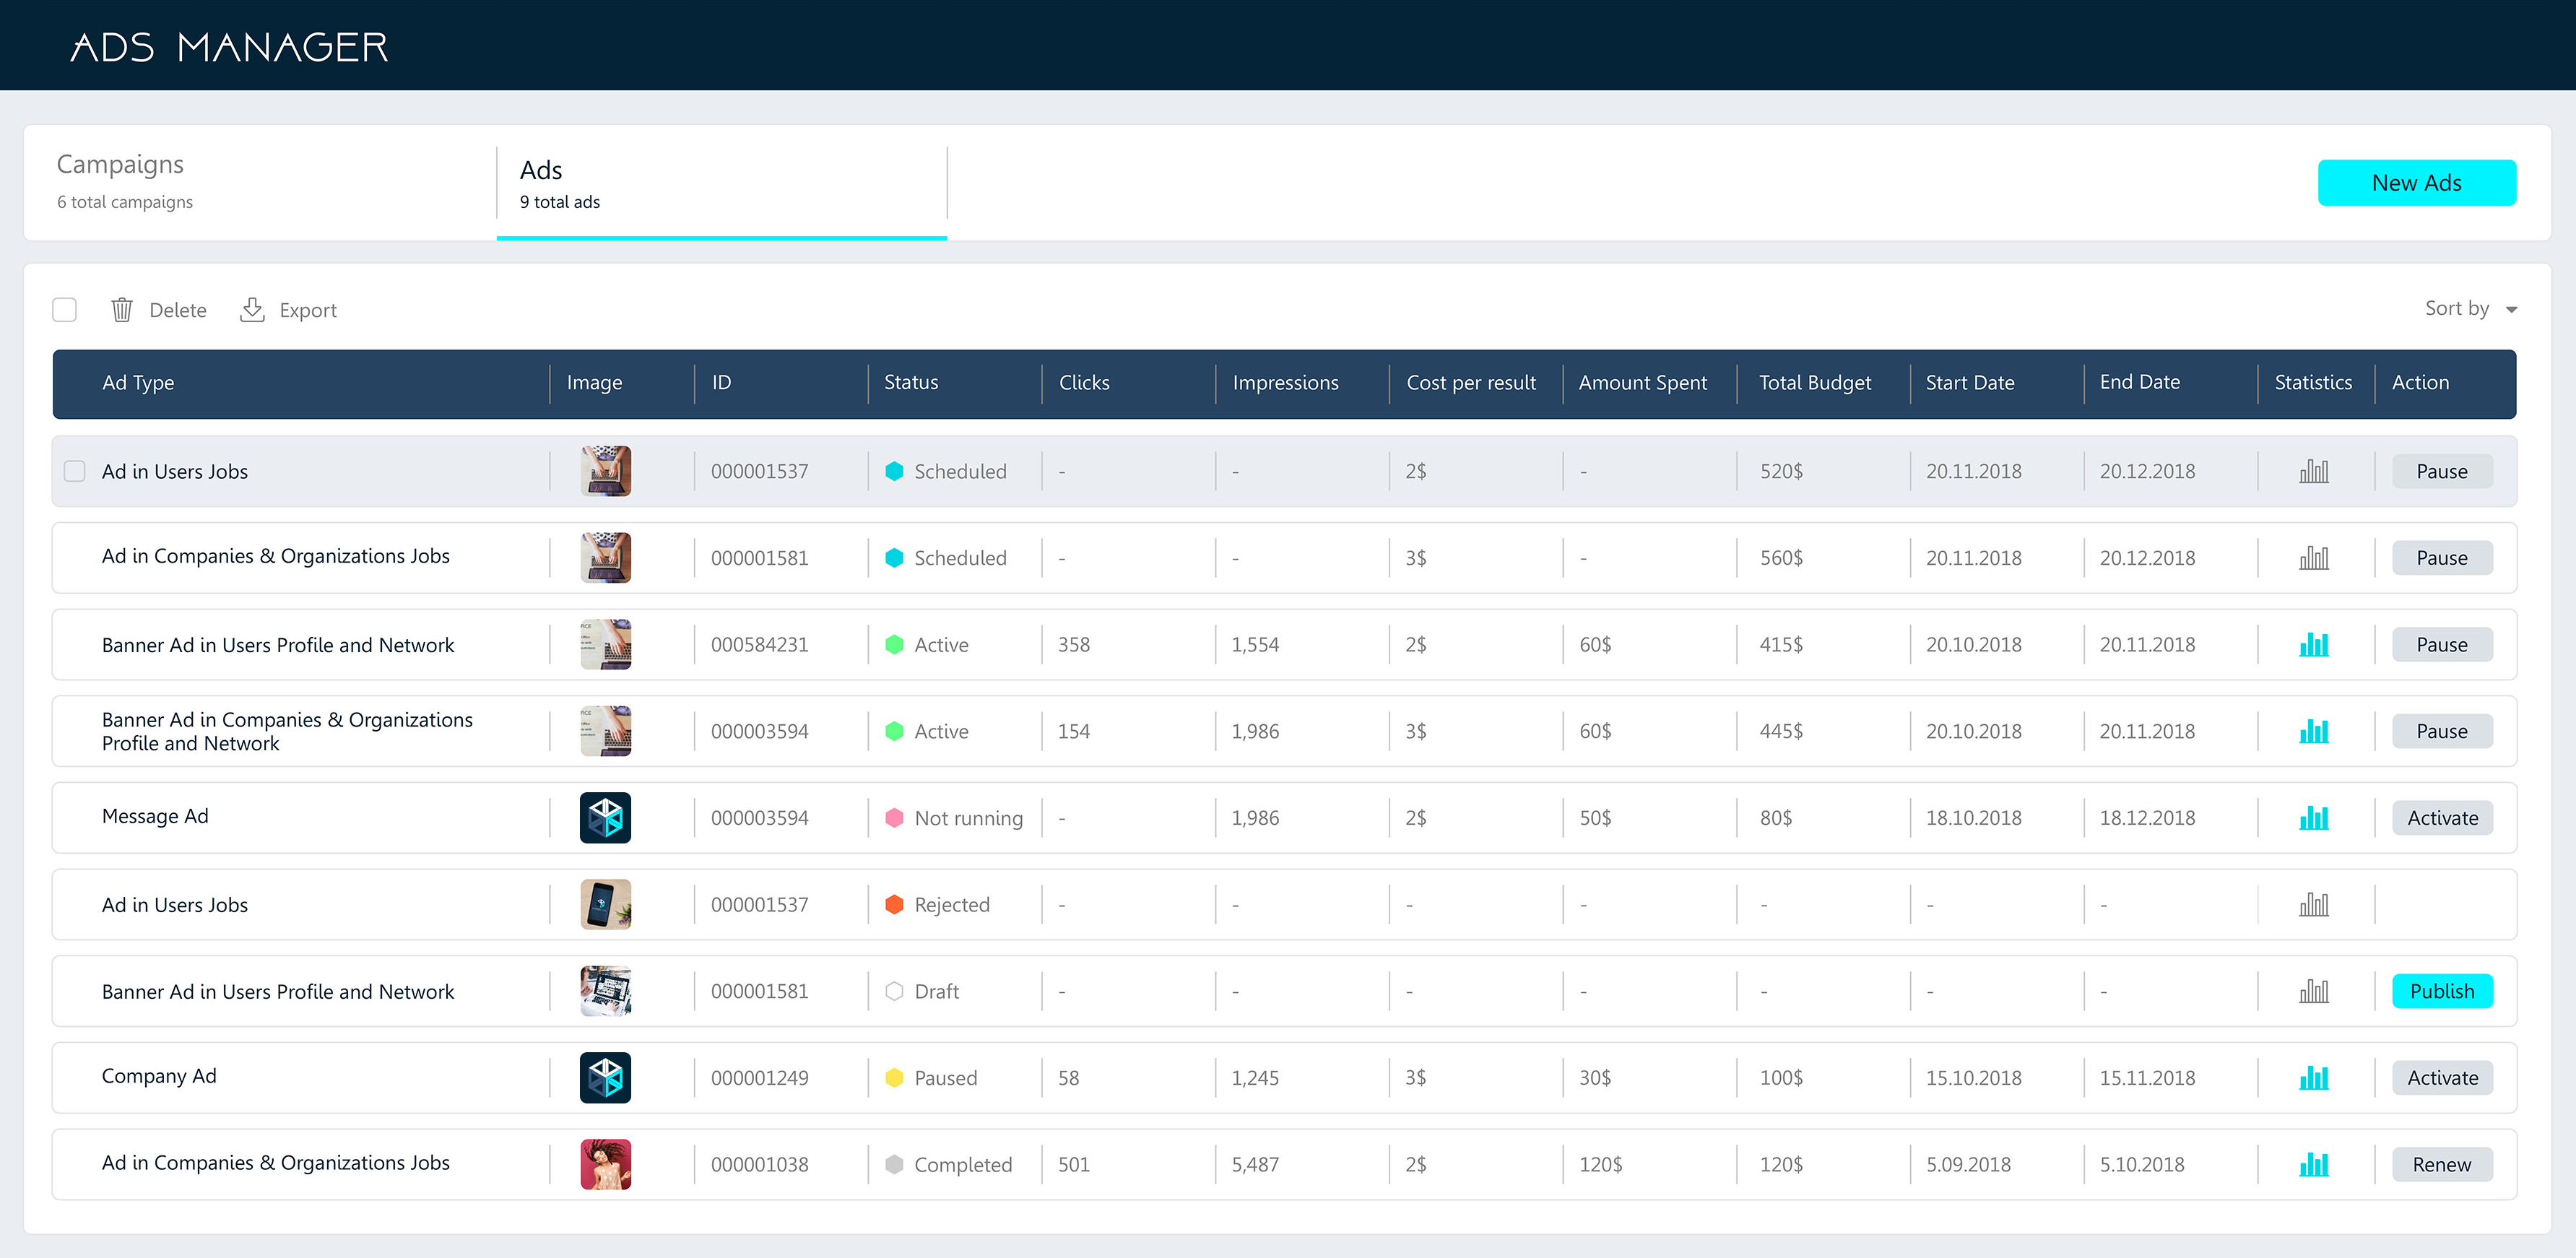 ADS MANAGER
Campaigns
6 total campaigns
Ads
9 total ads
New Ads
Delete Export Sort by
Ad Type Image ID Status Clicks Impressions Cost per result Amount Spent Total Budget Start Date End Date Statistics Action
Ad in Users Jobs 000001537 Scheduled - - 2$ - 520$ 20.11.2018 20.12.2018 Pause
Ad in Companies & Organizations Jobs 000001581 Scheduled - - 3$ - 560$ 20.11.2018 20.12.2018 Pause
Banner Ad in Users Profile and Network 000584231 Active 358 1,554 2$ 60$ 415$ 20.10.2018 20.11.2018 Pause
Banner Ad in Companies & Organizations
Profile and Network 000003594 Active 154 1,986 3$ 60$ 445$ 20.10.2018 20.11.2018 Pause
Message Ad 000003594 Not running - 1,986 2$ 50$ 80$ 18.10.2018 18.12.2018 Activate
Ad in Users Jobs 000001537 Rejected - - - - - - -
Banner Ad in Users Profile and Network 000001581 Draft - - - - - - - Publish
Company Ad 000001249 Paused 58 1,245 3$ 30$ 100$ 15.10.2018 15.11.2018 Activate
Ad in Companies & Organizations Jobs 000001038 Completed 501 5,487 2$ 120$ 120$ 5.09.2018 5.10.2018 Renew